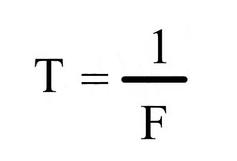 T = 1/F